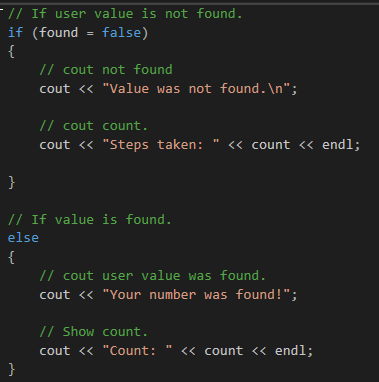 // If user value is not found.
if (found = false)
{
// cout not found
cout << "Value was not found.\n";
// cout count.
cout << "Steps taken: " << count << endl;
}
// If value is found.
else
{
// cout user value was found.
cout << "Your number was found!";
// Show count.
cout << "Count: " << count << endl;
}